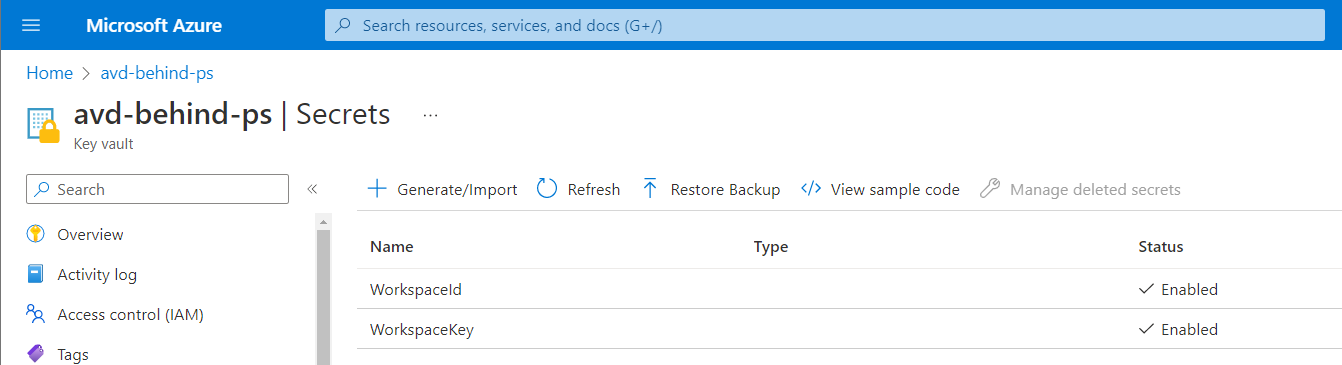 Microsoft Azure
Search resources, services, and docs (G+/)
Home > avd-behind-ps
avd-behind-ps | Secrets ...
Key vault
Search
«
Generate/Import
Refresh
Restore Backup
View sample code
Manage deleted secrets
Overview
Activity log
Access control (IAM)
Tags
Name Type Status
WorkspaceId Enabled
WorkspaceKey Enabled